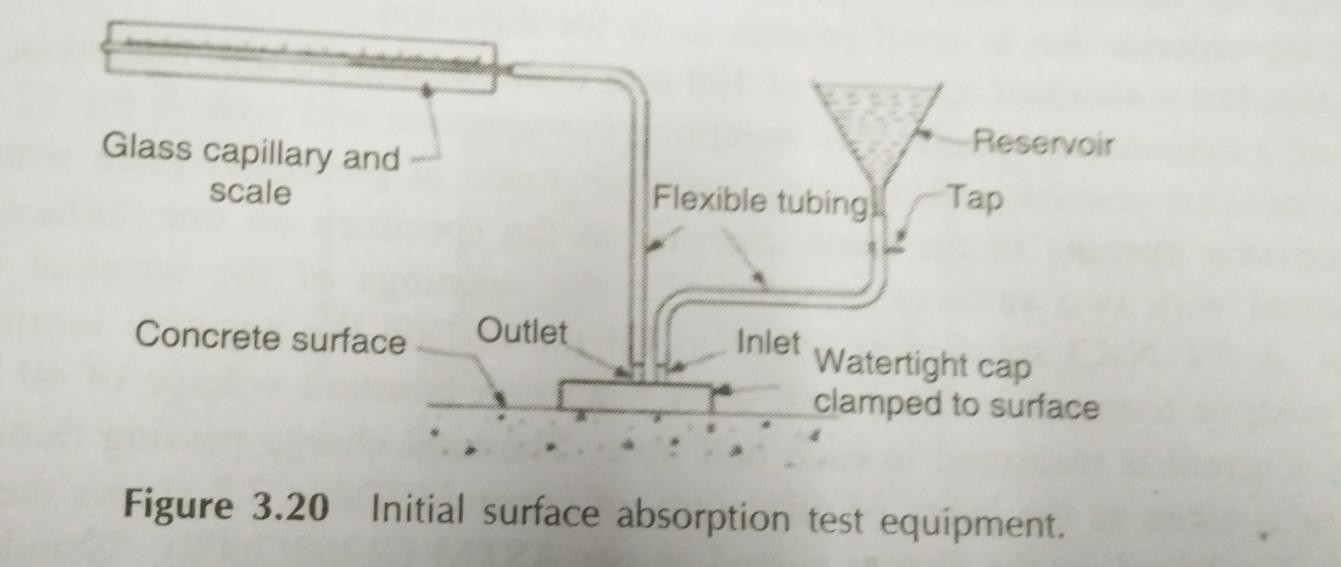 Glass capillary and
scale
Reservoir
Flexible tubing
Tap
Concrete surface
Outlet
Inlet
Watertight cap
clamped to surface
Figure 3.20 Initial surface absorption test equipment.